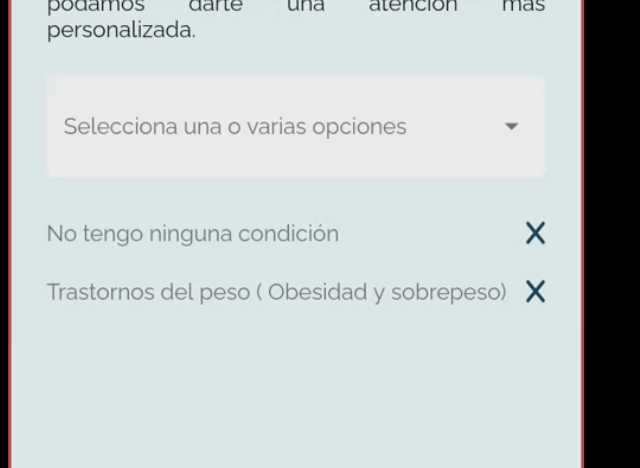 podamos darte una atención más
personalizada.
Selecciona una o varias opciones
No tengo ninguna condición
Trastornos del peso ( Obesidad y sobrepeso)